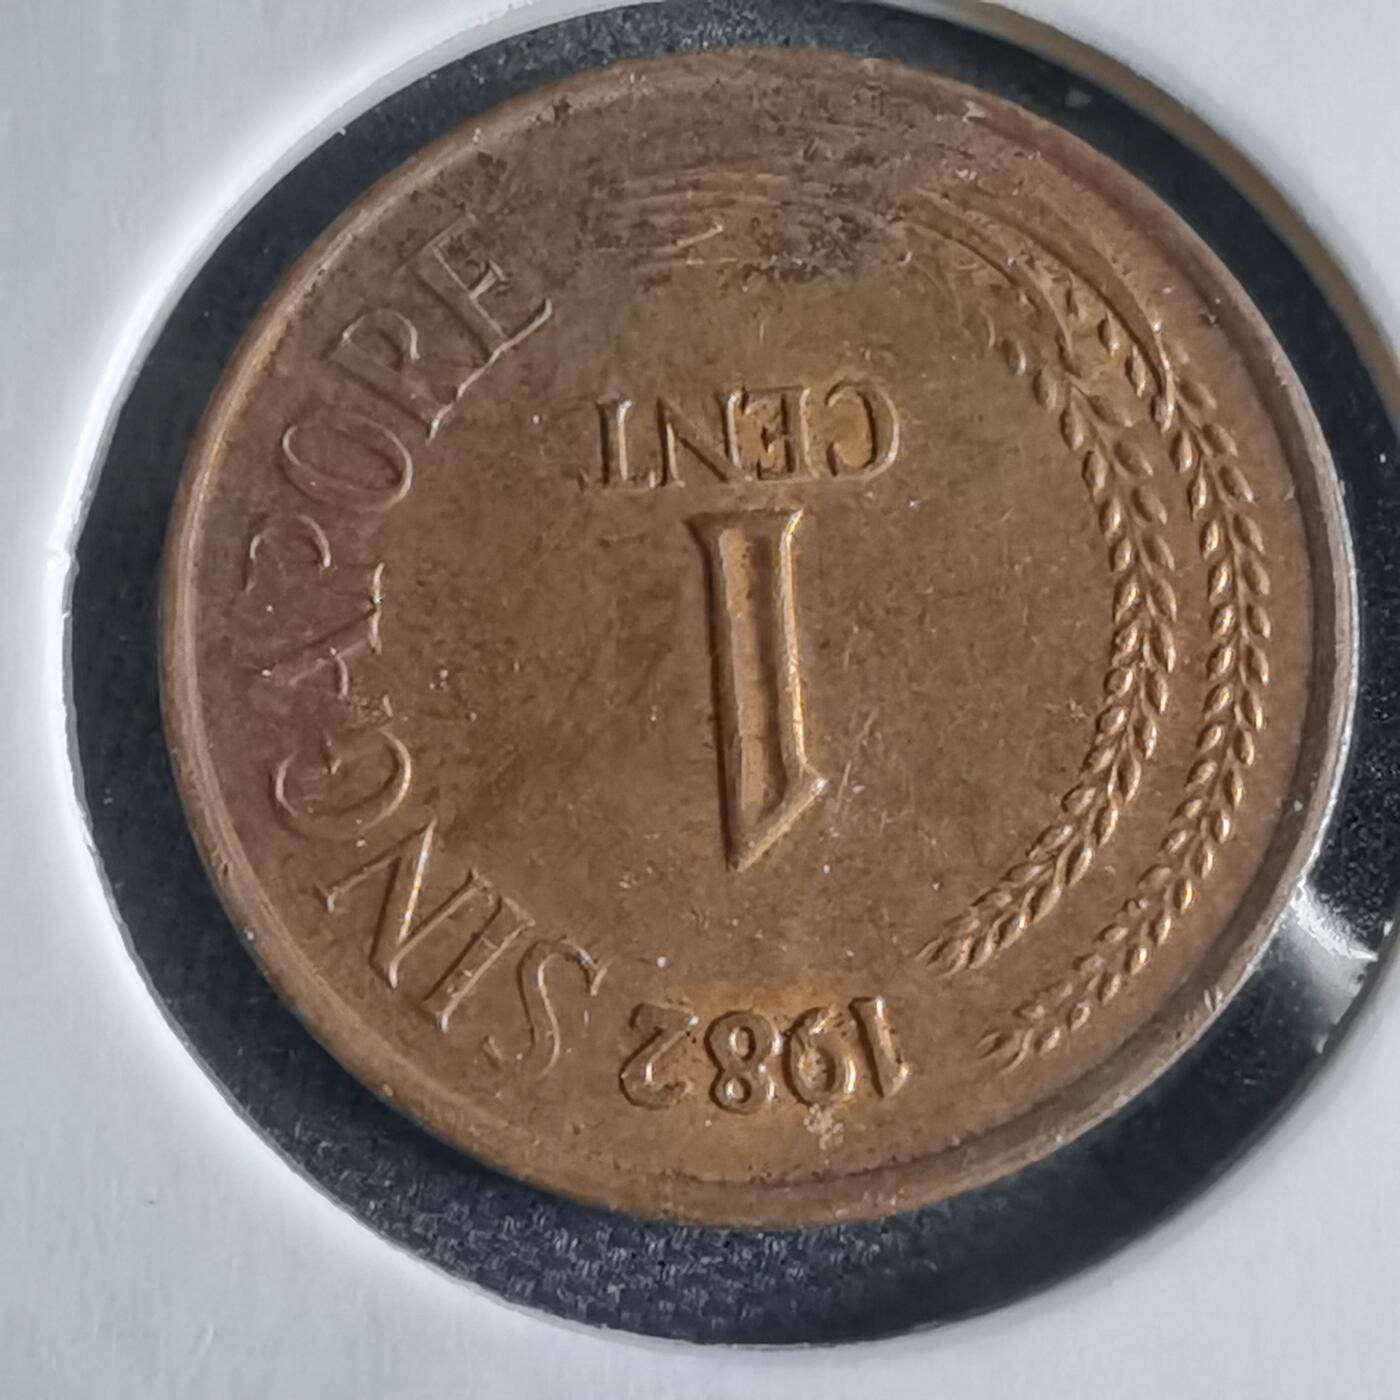 SINGAPORE
1982
1
CENT